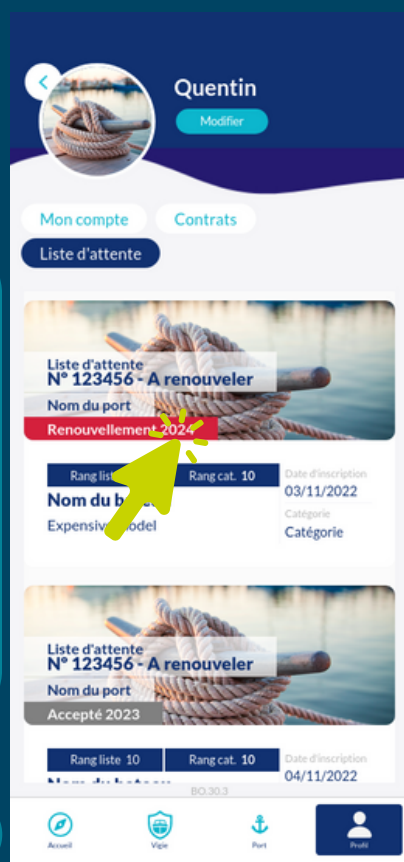 Quentin
Modifier
Mon compte
Contrats
Liste d'attente
Liste d'attente
N° 123456 - A renouveler
Nom du port
Renouvellement 2024
Rang
Rang cat. 10
Date d'inscription
03/11/2022
Nom du
Catégorie
Expensive
Catégorie
Liste d'attente
N° 123456 - A renouveler
Nom du port
Accepté 2023
Rang liste 10
Rang cat. 10
Date d'inscription
04/11/2022
BO.30.3
Accueil
Vigie
Port
Profil